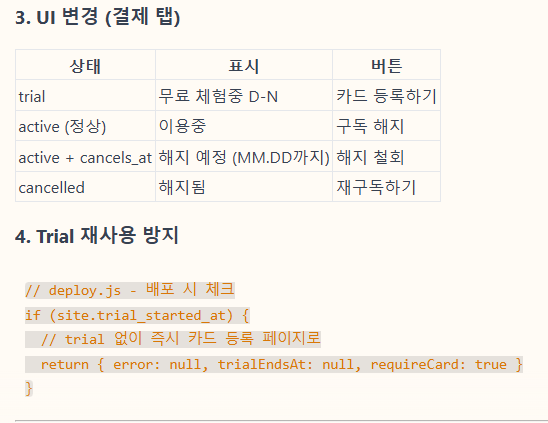 3. UI 변경 (결제 탭)
상태 표시 버튼
trial 무료 체험중 D-N 카드 등록하기
active (정상) 이용중 구독 해지
active + cancels_at 해지 예정 (MM.DD까지) 해지 철회
cancelled 해지됨 재구독하기
4. Trial 재사용 방지
// deploy.js - 배포 시 체크
if (site.trial_started_at) {
// trial 없이 즉시 카드 등록 페이지로
return { error: null, trialEndsAt: null, requireCard: true }
}